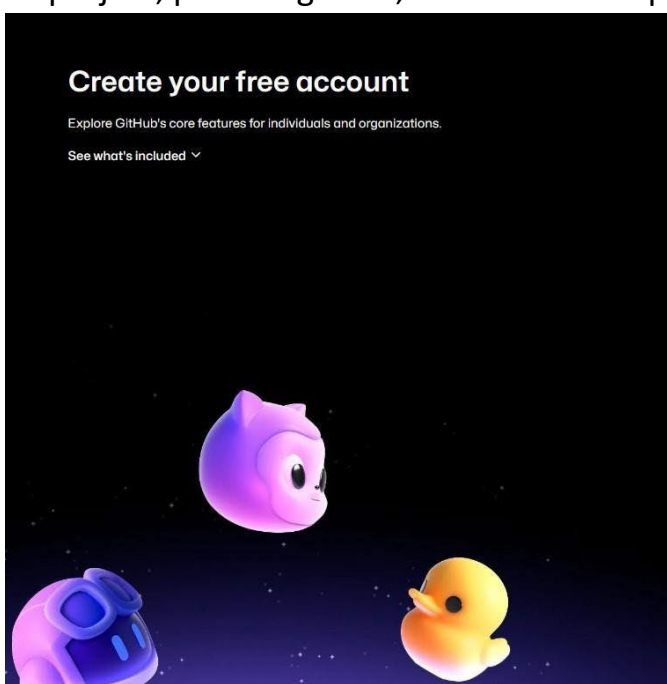 Create your free account
Explore GitHub's core features for individuals and organizations.
See what's included